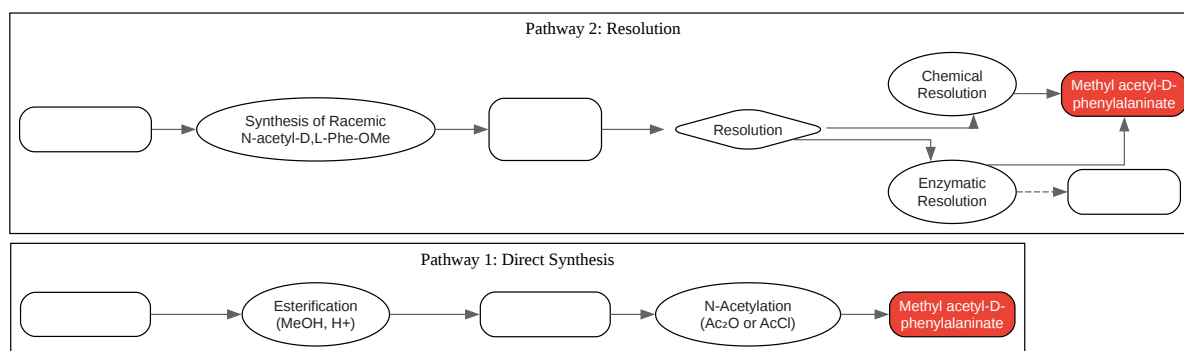 Pathway 2: Resolution
Chemical
Resolution
Methyl acetyl-D-
phenylalaninate
Synthesis of Racemic
N-acetyl-D,L-Phe-OMe
Resolution
Enzymatic
Resolution
Pathway 1: Direct Synthesis
Esterification
(MeOH, H+)
N-Acetylation
(Ac₂O or AcCl)
Methyl acetyl-D-
phenylalaninate